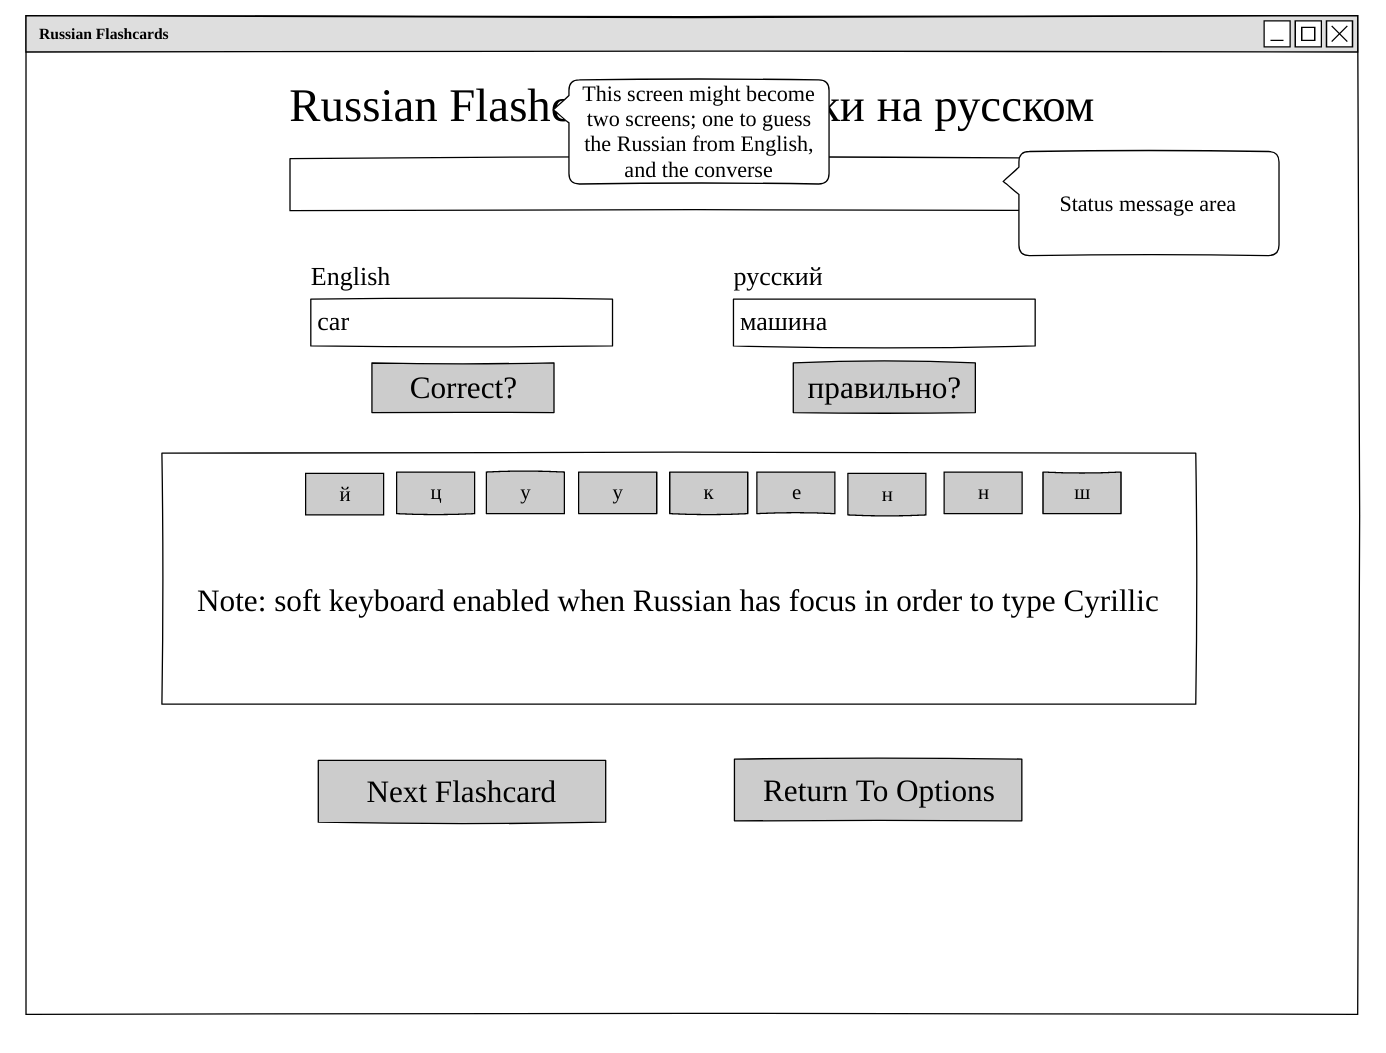 Russian Flashcards
Russian Flashc ки на русском
This screen might become
two screens; one to guess
the Russian from English,
and the converse
Status message area
English
русский
car
машина
Correct?
правильно?
й ц у у к е н н ш
Note: soft keyboard enabled when Russian has focus in order to type Cyrillic
Next Flashcard
Return To Options